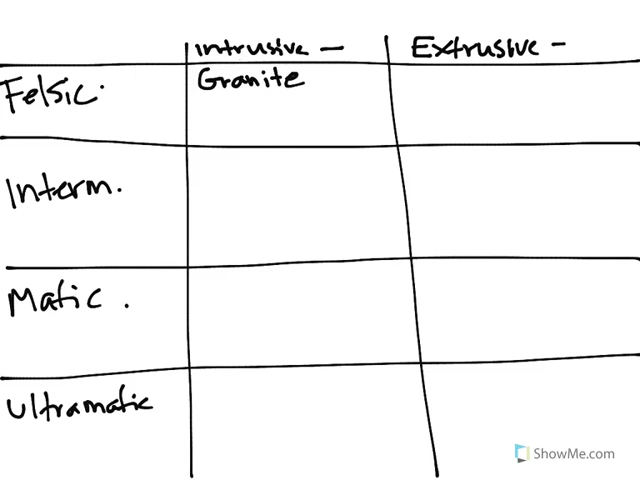 Intrusive — Extrusive -
Felsic. Granite
Interm.
Mafic .
Ultramafic
ShowMe.com